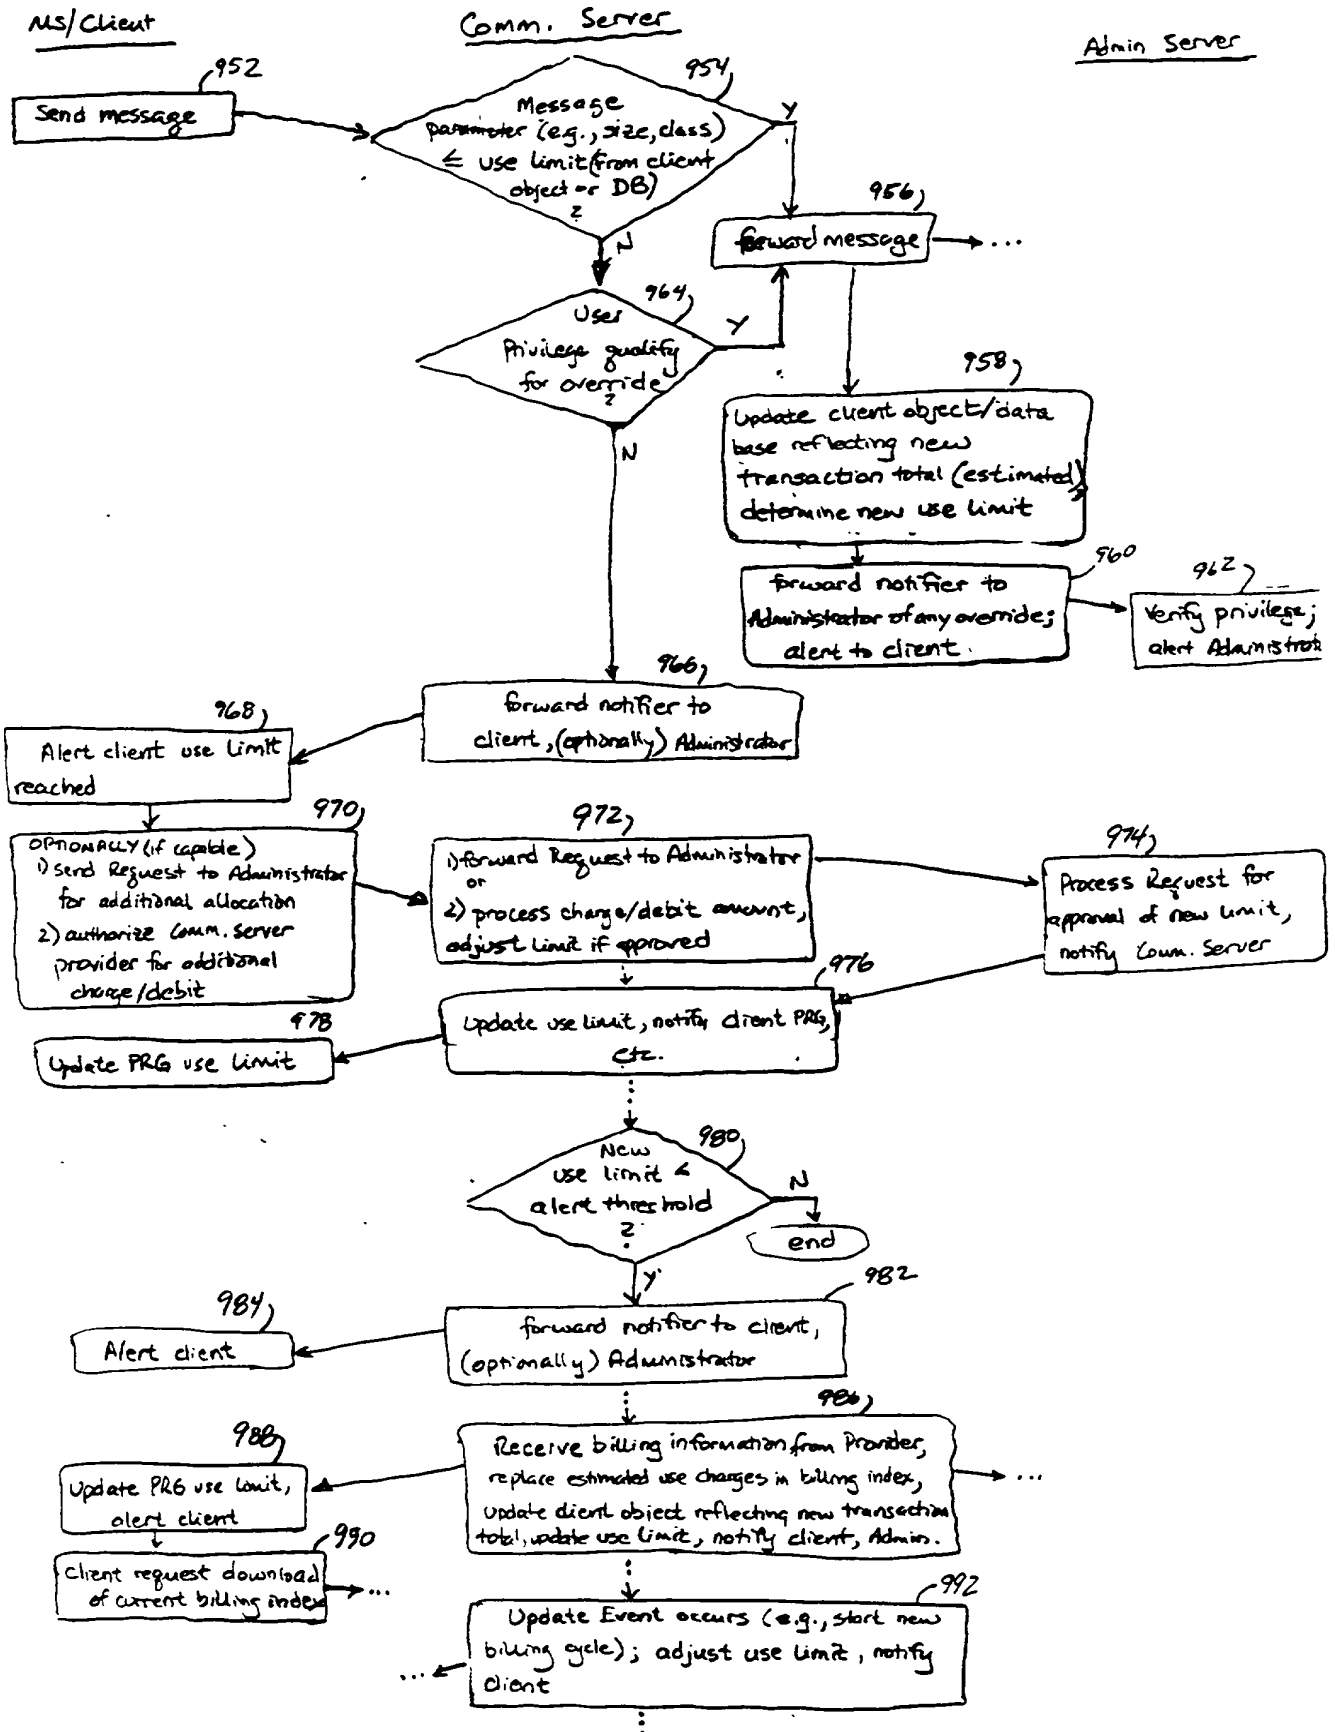 MS/Client
Comm. Server
Admin Server
952
Send message
954
Message
parameter (e.g., size, class)
≤ use limit (from client
object or DB)
?
Y
N
956
forward message
...
964
User
Privilege qualify
for override
?
Y
N
958
Update client object/data
base reflecting new
transaction total (estimated),
determine new use limit
960
forward notifier to
Administrator of any override;
alert to client.
962
Verify privilege;
alert Administrat
966
forward notifier to
client, (optionally) Administrator
968
Alert client use limit
reached
970
OPTIONALLY (if capable)
1) send Request to Administrator
for additional allocation
2) authorize Comm. Server
provider for additional
charge/debit
972
1) forward Request to Administrator
or
2) process charge/debit amount,
adjust limit if approved
974
Process Request for
approval of new limit,
notify Comm. Server
976
Update use limit, notify client PRG,
etc.
978
Update PRG use limit
980
New
use limit <
alert threshold
?
N
end
Y
982
forward notifier to client,
(optionally) Administrator
984
Alert client
986
Receive billing information from Provider,
replace estimated use charges in billing index,
update client object reflecting new transaction
total, update use limit, notify client, Admin.
...
988
Update PRG use limit,
alert client
990
Client request download
of current billing index
...
992
Update Event occurs (e.g., start new
billing cycle); adjust use limit, notify
client
...